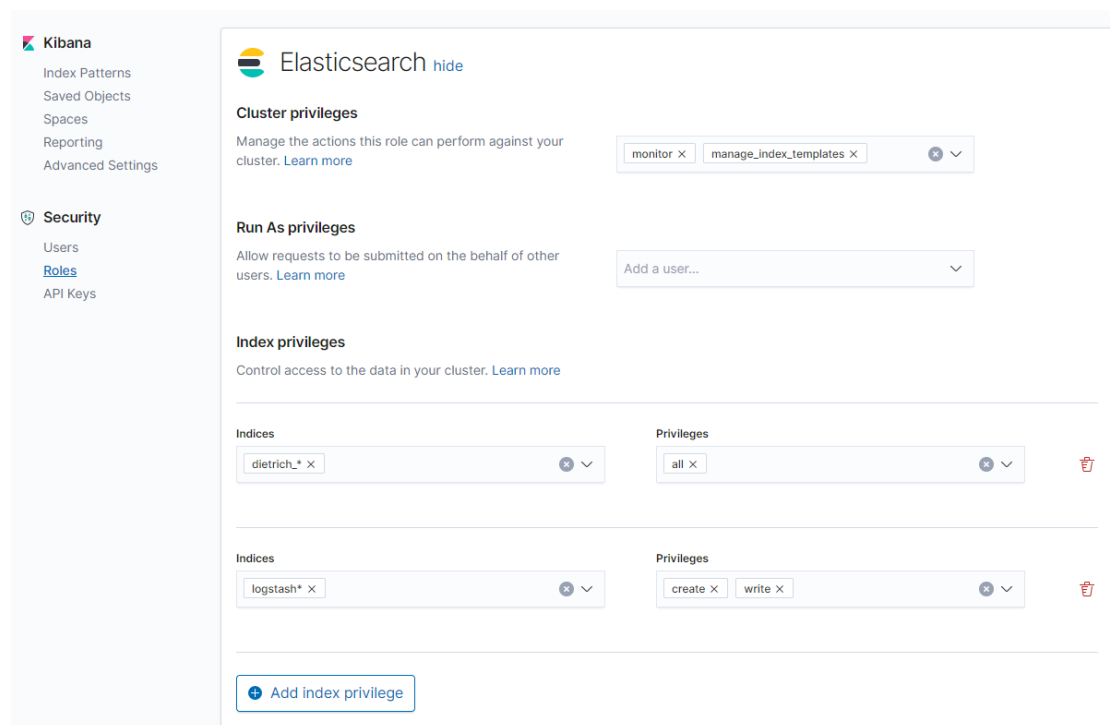 Kibana
Index Patterns
Saved Objects
Spaces
Reporting
Advanced Settings
Security
Users
Roles
API Keys
Elasticsearch hide
Cluster privileges
Manage the actions this role can perform against your
cluster. Learn more
monitor × manage_index_templates ×
Run As privileges
Allow requests to be submitted on the behalf of other
users. Learn more
Add a user...
Index privileges
Control access to the data in your cluster. Learn more
Indices Privileges
dietrich_* × all ×
Indices Privileges
logstash* × create × write ×
Add index privilege